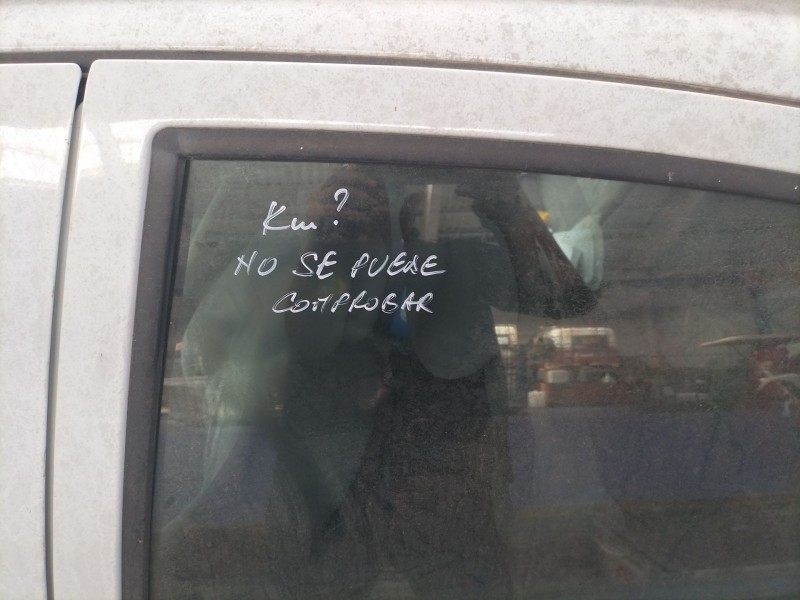 Km?
NO SE PUEDE
COMPROBAR